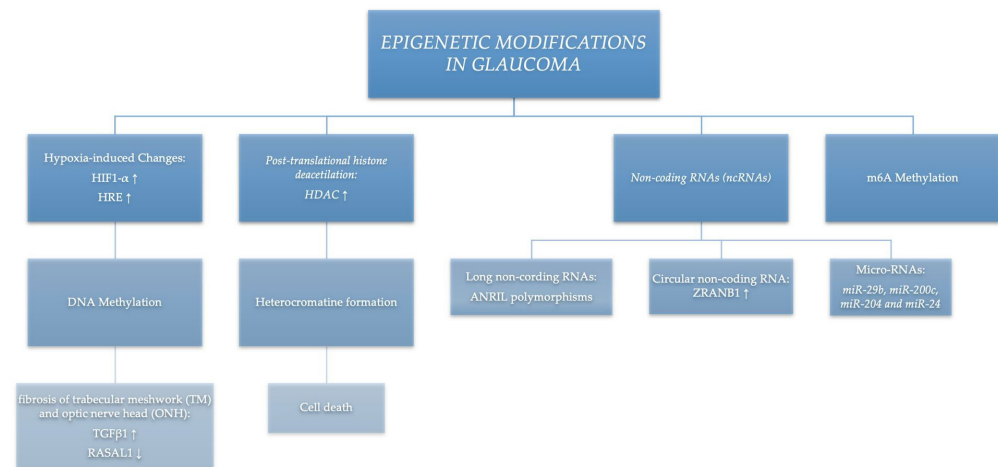 EPIGENETIC MODIFICATIONS
IN GLAUCOMA
Hypoxia-induced Changes:
HIF1-α ↑
HRE ↑
Post-translational histone
deacetilation:
HDAC ↑
Non-coding RNAs (ncRNAs)
m6A Methylation
DNA Methylation
Heterocromatine formation
Long non-cording RNAs:
ANRIL polymorphisms
Circular non-coding RNA:
ZRANB1 ↑
Micro-RNAs:
miR-29b, miR-200c,
miR-204 and miR-24
fibrosis of trabecular meshwork (TM)
and optic nerve head (ONH):
TGFβ1 ↑
RASAL1 ↓
Cell death